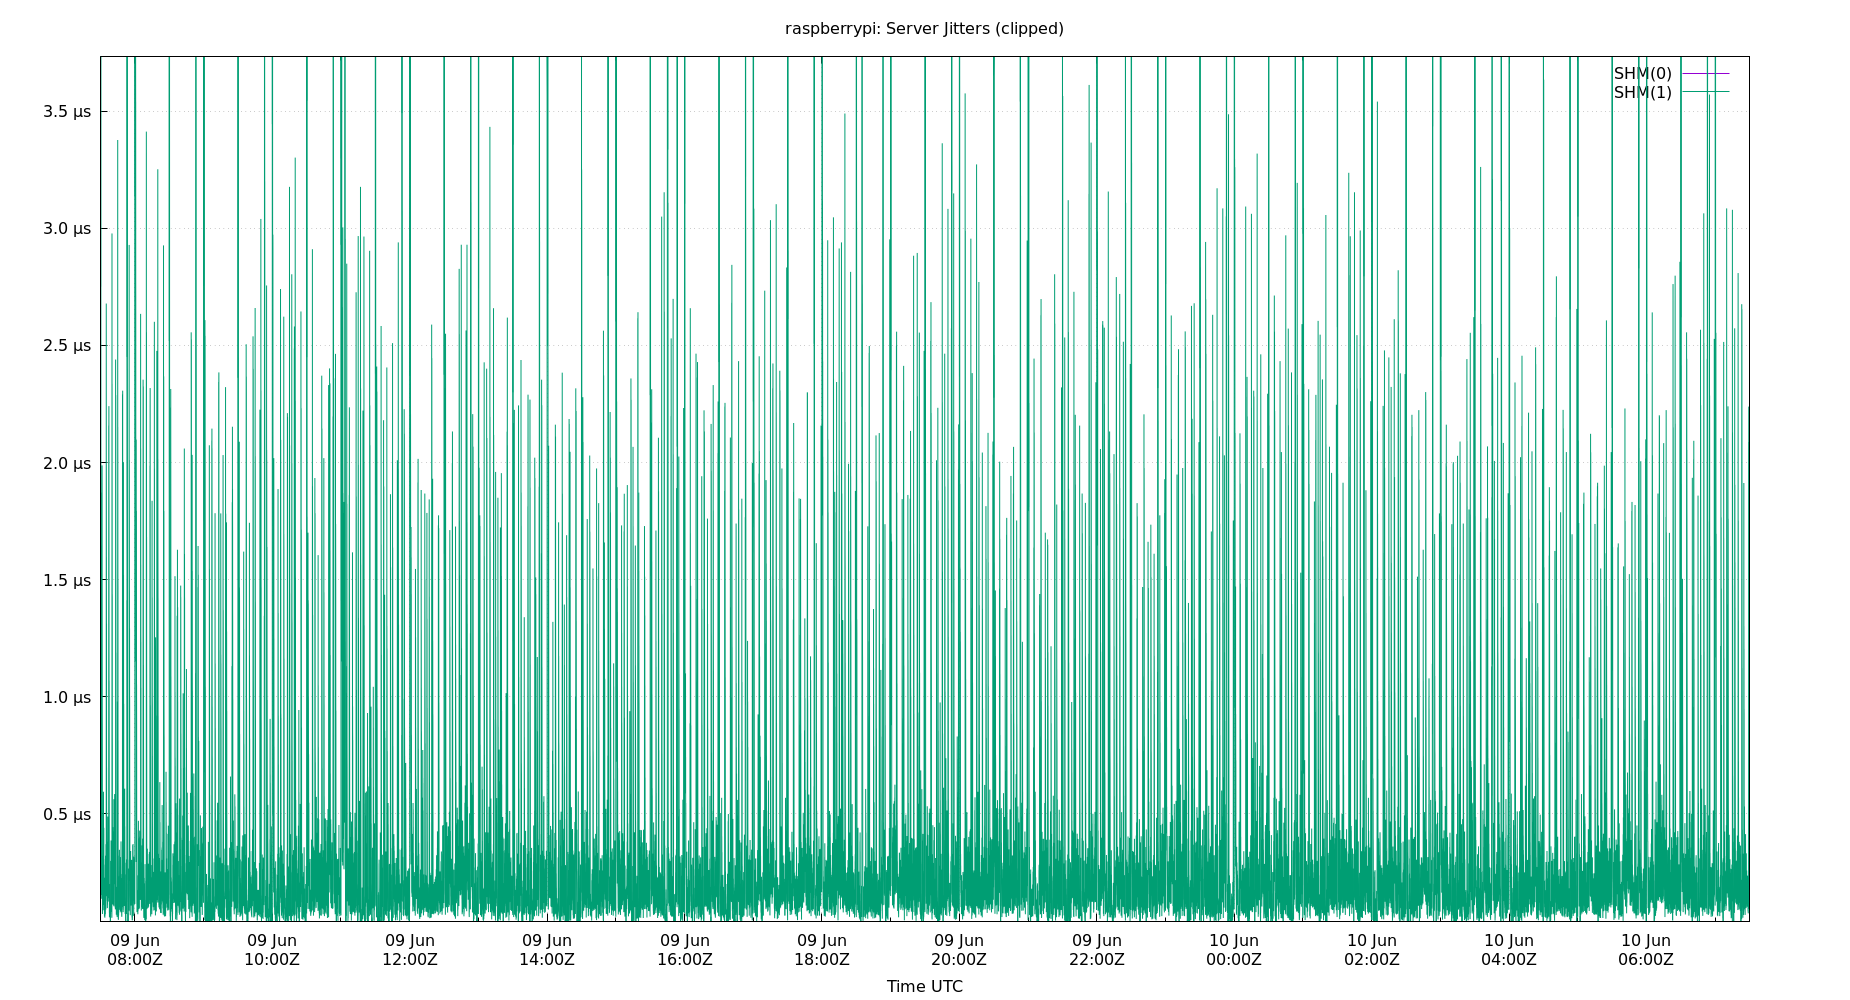 raspberrypi: Server Jitters (clipped)
SHM(0)
SHM(1)
3.5 μs
3.0 μs
2.5 μs
2.0 μs
1.5 μs
1.0 μs
0.5 μs
09 Jun 09 Jun 09 Jun 09 Jun 09 Jun 09 Jun 09 Jun 09 Jun 10 Jun 10 Jun 10 Jun 10 Jun
08:00Z 10:00Z 12:00Z 14:00Z 16:00Z 18:00Z 20:00Z 22:00Z 00:00Z 02:00Z 04:00Z 06:00Z
Time UTC